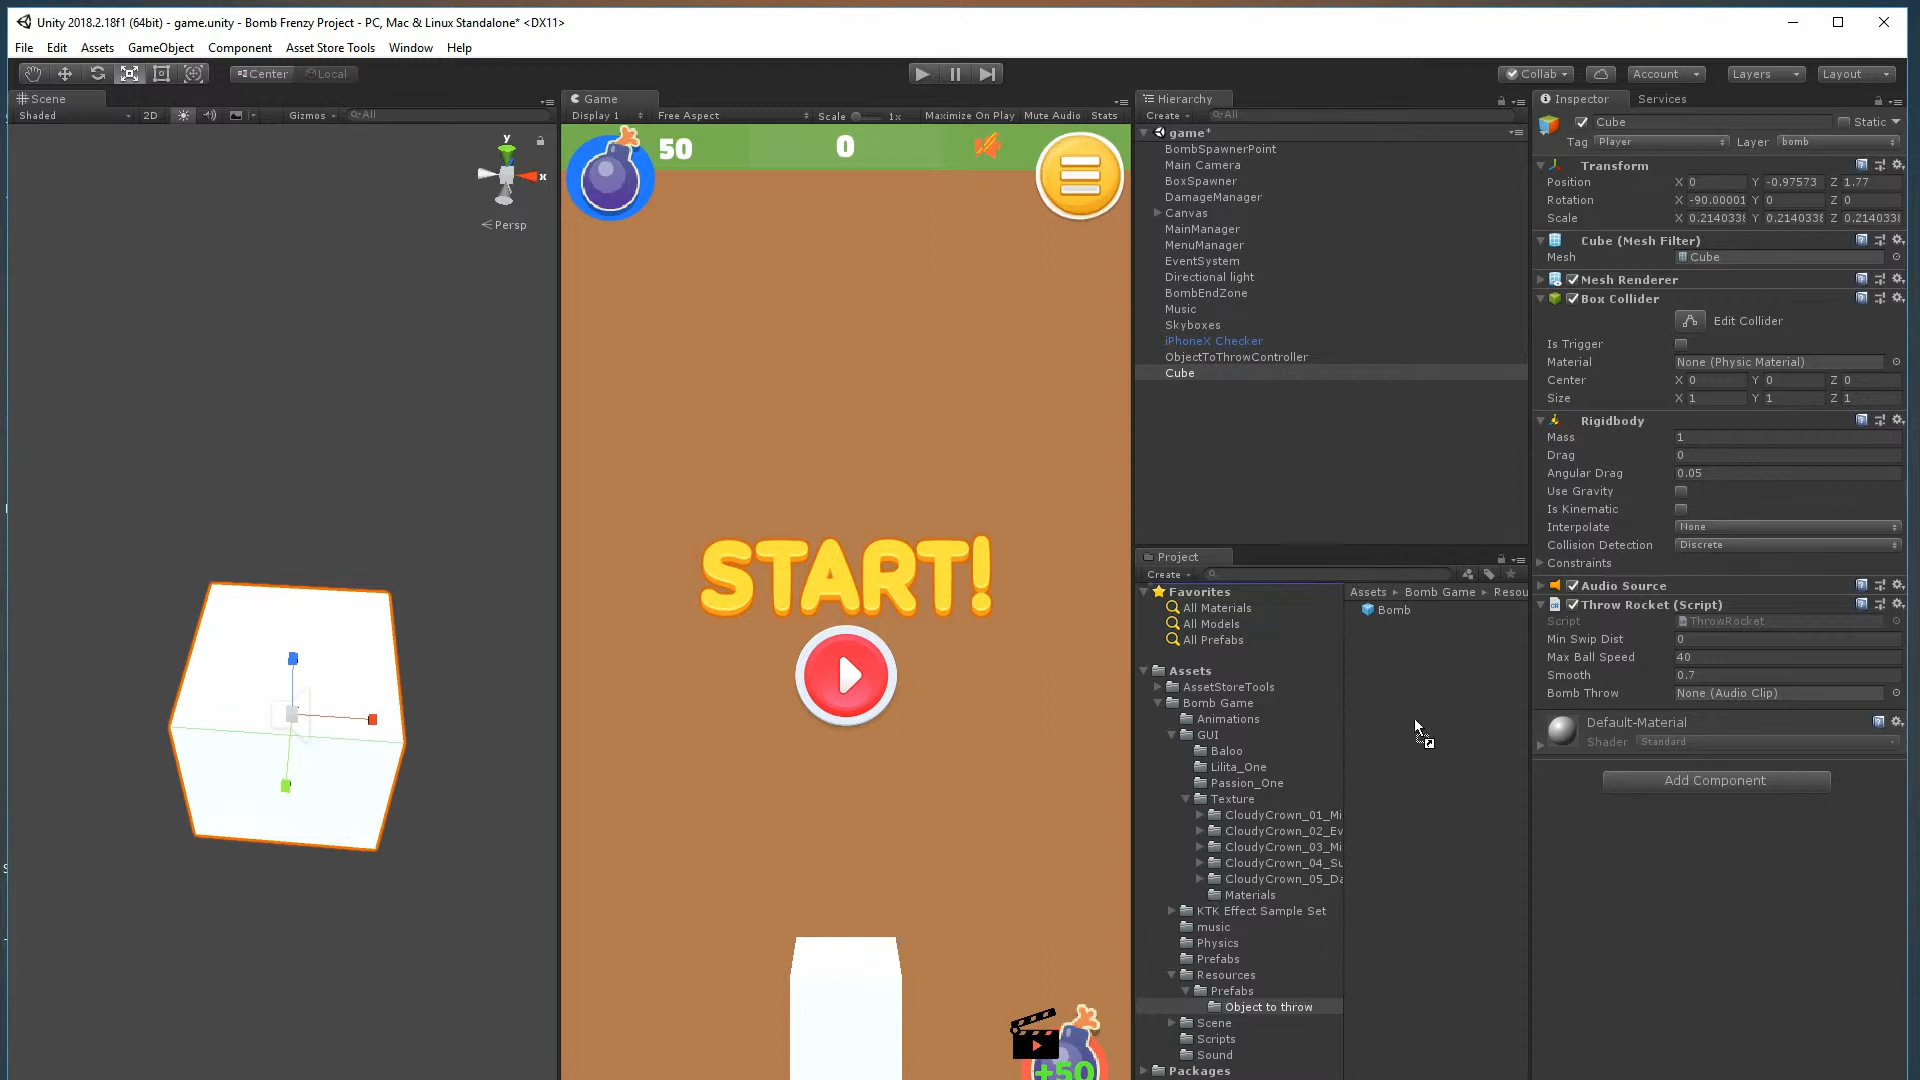 Unity 2018.2.18f1 (64bit) - game.unity - Bomb Frenzy Project - PC, Mac & Linux Standalone* <DX11>
File Edit Assets GameObject Component Asset Store Tools Window Help
Center Local
Collab Account Layers Layout
Scene
Shaded 2D Gizmos All
y
x
Persp
Game
Display 1 Free Aspect Scale 1x Maximize On Play Mute Audio Stats
50 0
START!
+50
Hierarchy
Create All
game*
BombSpawnerPoint
Main Camera
BoxSpawner
DamageManager
Canvas
MainManager
MenuManager
EventSystem
Directional light
BombEndZone
Music
Skyboxes
iPhoneX Checker
ObjectToThrowController
Cube
Project
Create
Favorites
All Materials
All Models
All Prefabs
Assets
AssetStoreTools
Bomb Game
Animations
GUI
Baloo
Lilita_One
Passion_One
Texture
CloudyCrown_01_Mi
CloudyCrown_02_Ev
CloudyCrown_03_Mi
CloudyCrown_04_Su
CloudyCrown_05_Da
Materials
KTK Effect Sample Set
music
Physics
Prefabs
Resources
Prefabs
Object to throw
Scene
Scripts
Sound
Packages
Assets Bomb Game Resou
Bomb
Inspector Services
Cube Static
Tag Player Layer bomb
Transform
Position X 0 Y -0.97573 Z 1.77
Rotation X -90.00001 Y 0 Z 0
Scale X 0.2140338 Y 0.2140338 Z 0.2140338
Cube (Mesh Filter)
Mesh Cube
Mesh Renderer
Box Collider
Edit Collider
Is Trigger
Material None (Physic Material)
Center X 0 Y 0 Z 0
Size X 1 Y 1 Z 1
Rigidbody
Mass 1
Drag 0
Angular Drag 0.05
Use Gravity
Is Kinematic
Interpolate None
Collision Detection Discrete
Constraints
Audio Source
Throw Rocket (Script)
Script ThrowRocket
Min Swip Dist 0
Max Ball Speed 40
Smooth 0.7
Bomb Throw None (Audio Clip)
Default-Material
Shader Standard
Add Component